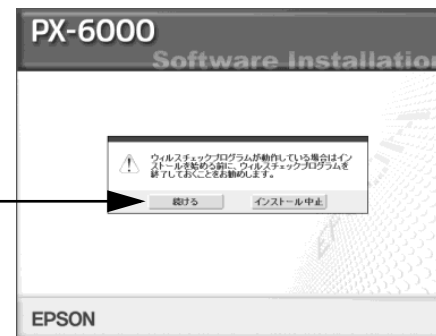 PX-6000
Software Installation
ウィルスチェックプログラムが動作している場合はイン
ストールを始める前に、ウィルスチェックプログラムを
終了しておくことをお勧めします。
続ける
インストール中止
EPSON